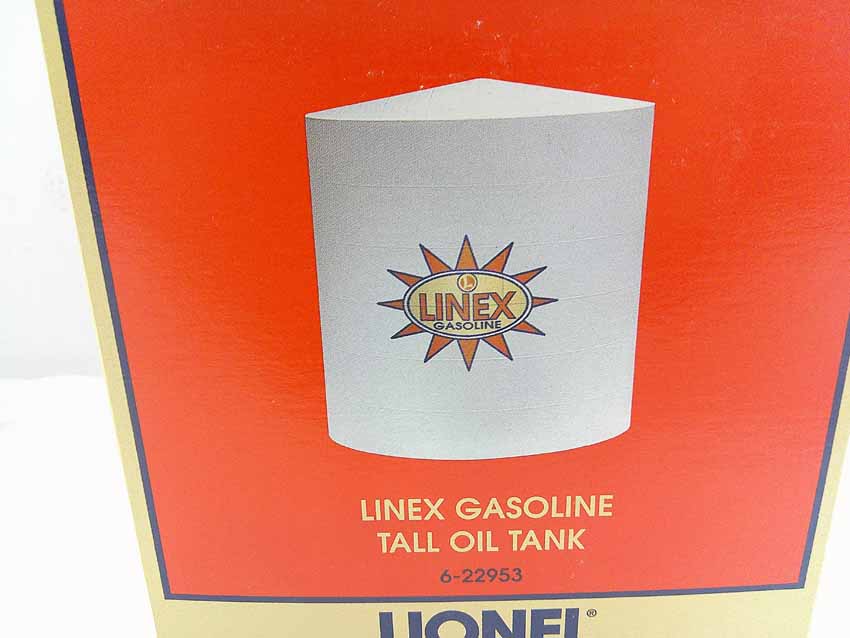 L
LINEX
GASOLINE
LINEX GASOLINE
TALL OIL TANK
6-22953
LIONEL®